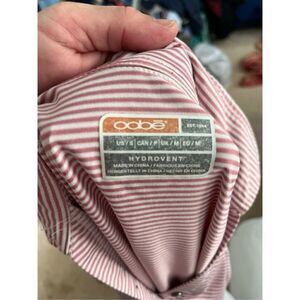 adbē EST. 1994
US/S CAN/P UK/M EU/M
HYDROVENT
MADE IN CHINA / FABRIQUÉ EN CHINE
HERGESTELLT IN CHINA / HECHO EN CHINA